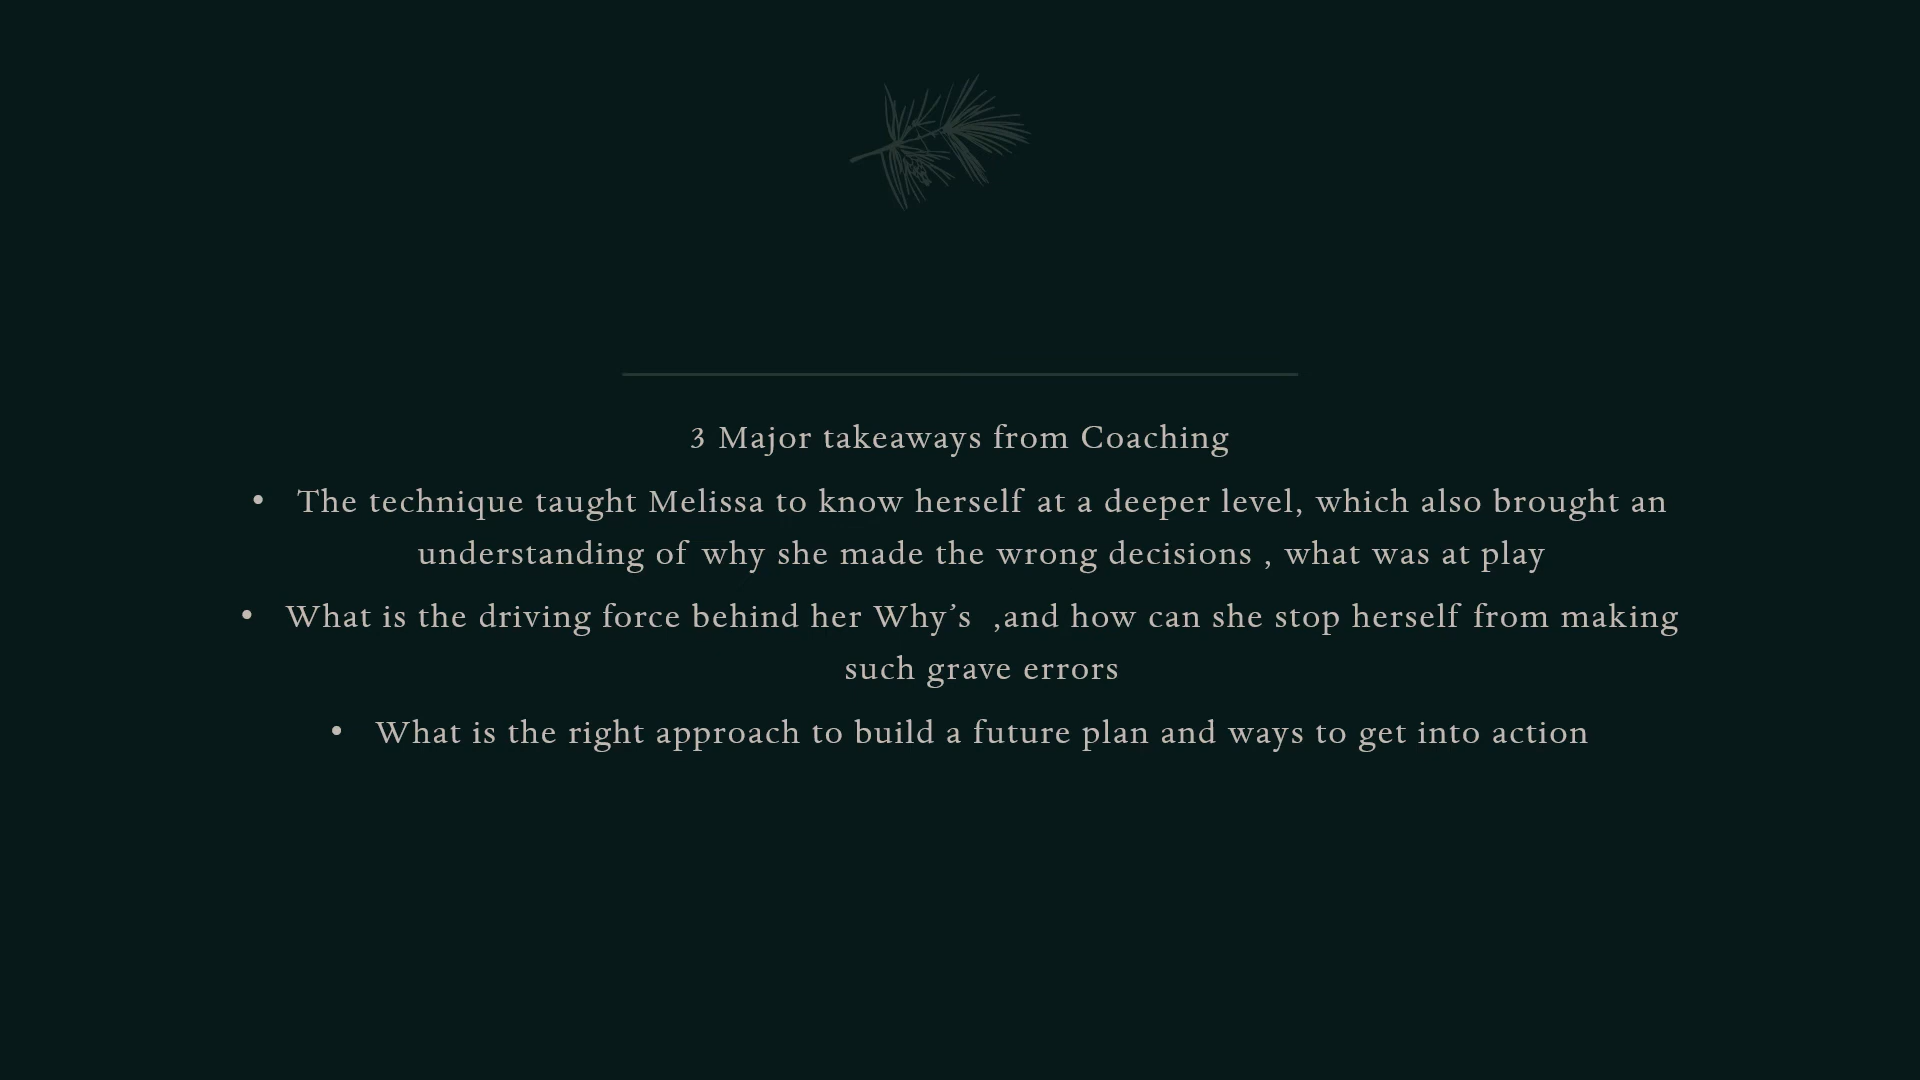 3 Major takeaways from Coaching
• The technique taught Melissa to know herself at a deeper level, which also brought an
understanding of why she made the wrong decisions , what was at play
• What is the driving force behind her Why’s  ,and how can she stop herself from making
such grave errors
• What is the right approach to build a future plan and ways to get into action